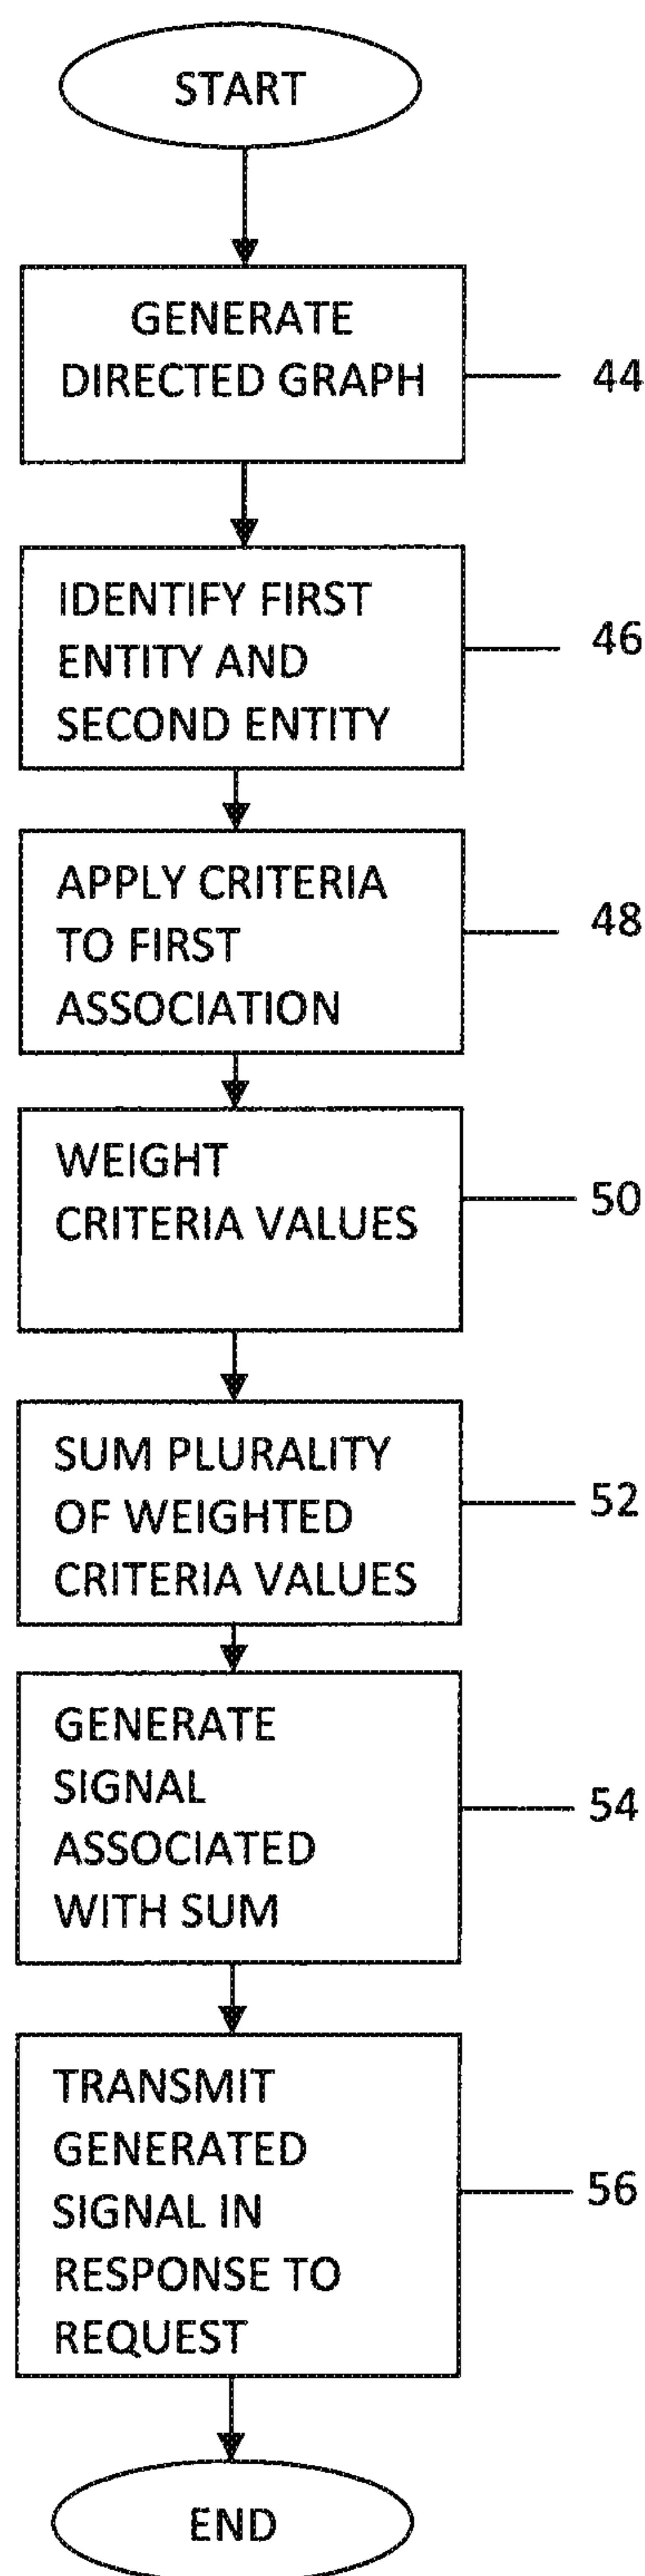 START
GENERATE
DIRECTED GRAPH
44
IDENTIFY FIRST
ENTITY AND
SECOND ENTITY
46
APPLY CRITERIA
TO FIRST
ASSOCIATION
48
WEIGHT
CRITERIA VALUES
50
SUM PLURALITY
OF WEIGHTED
CRITERIA VALUES
52
GENERATE
SIGNAL
ASSOCIATED
WITH SUM
54
TRANSMIT
GENERATED
SIGNAL IN
RESPONSE TO
REQUEST
56
END